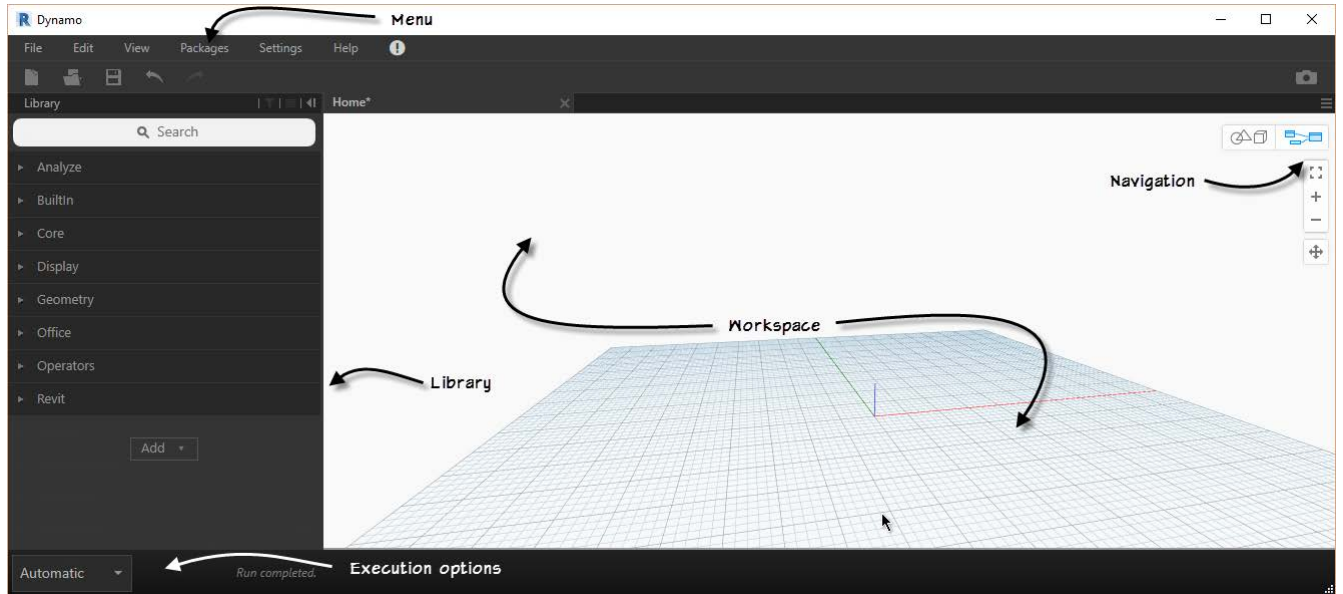 R Dynamo
Menu
File Edit View Packages Settings Help !
Library
Home*
Search
Analyze
BuiltIn
Core
Display
Geometry
Office
Operators
Revit
Add
Navigation
Workspace
Library
Automatic
Run completed.
Execution options